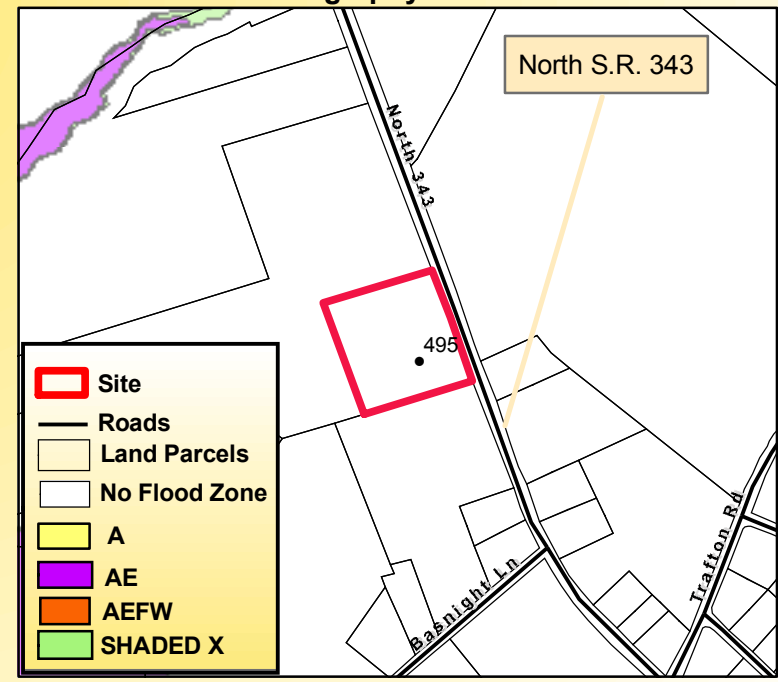 North S.R. 343
North 343
495
Site
Roads
Land Parcels
No Flood Zone
A
AE
AEFW
SHADED X
Basnight Ln
Trafton Rd